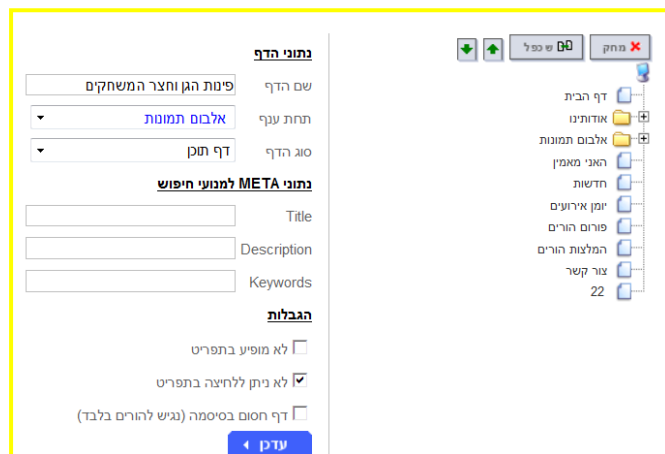 מחק
שכפל
דף הבית
אודותינו
אלבום תמונות
האני מאמין
חדשות
יומן אירועים
פורום הורים
המלצות הורים
צור קשר
22
נתוני הדף
שם הדף פינות הגן וחצר המשחקים
תחת ענף אלבום תמונות
סוג הדף דף תוכן
נתוני META למנועי חיפוש
Title
Description
Keywords
הגבלות
לא מופיע בתפריט
לא ניתן ללחיצה בתפריט
דף חסום בסיסמה (נגיש להורים בלבד)
עדכן